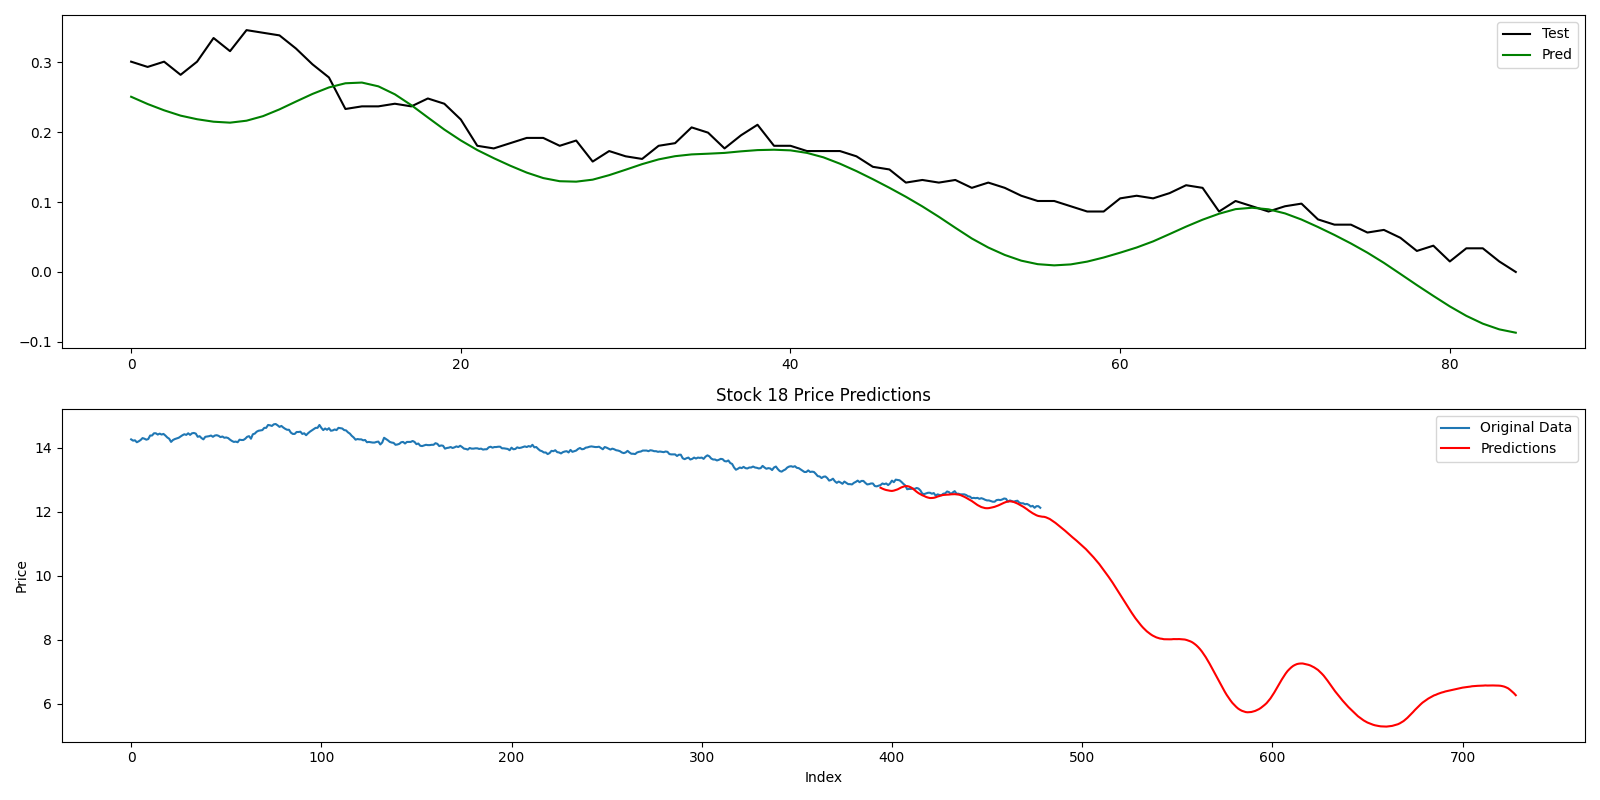 0.3
0.2
0.1
0.0
−0.1
0 20 40 60 80
Test
Pred
Stock 18 Price Predictions
Price
14
12
10
8
6
0 100 200 300 400 500 600 700
Index
Original Data
Predictions